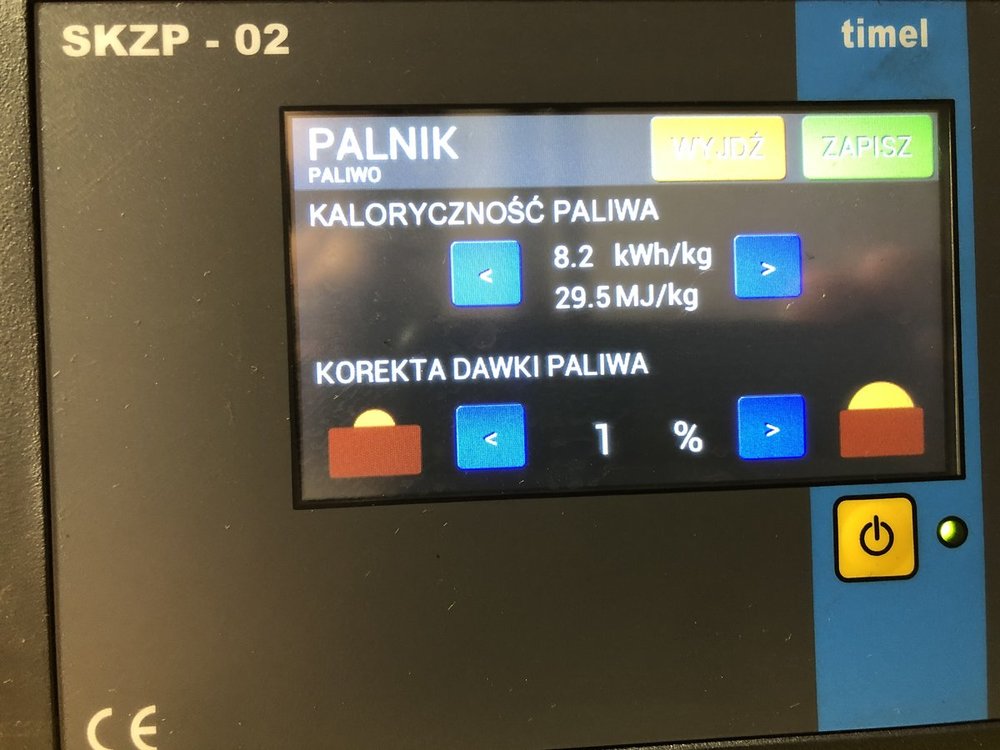 SKZP - 02
timel
PALNIK
PALIWO
WYJDŹ
ZAPISZ
KALORYCZNOŚĆ PALIWA
< 8.2 kWh/kg >
29.5 MJ/kg
KOREKTA DAWKI PALIWA
< 1 % >
CE